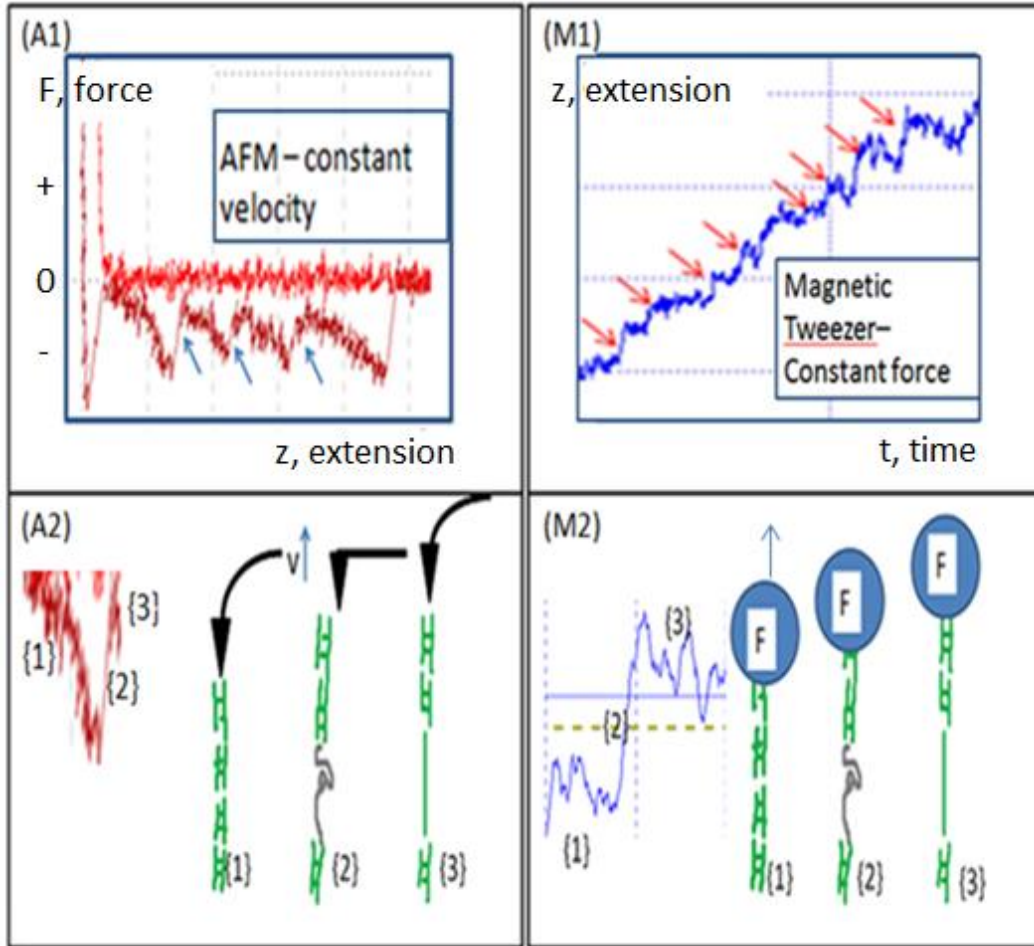 (A1)
F, force
+
0
-
AFM – constant
velocity
z, extension
(M1)
z, extension
Magnetic
Tweezer–
Constant force
t, time
(A2)
{1}
{2}
{3}
v
{1}
{2}
{3}
(M2)
{1}
{2}
{3}
F
F
F
{1}
{2}
{3}